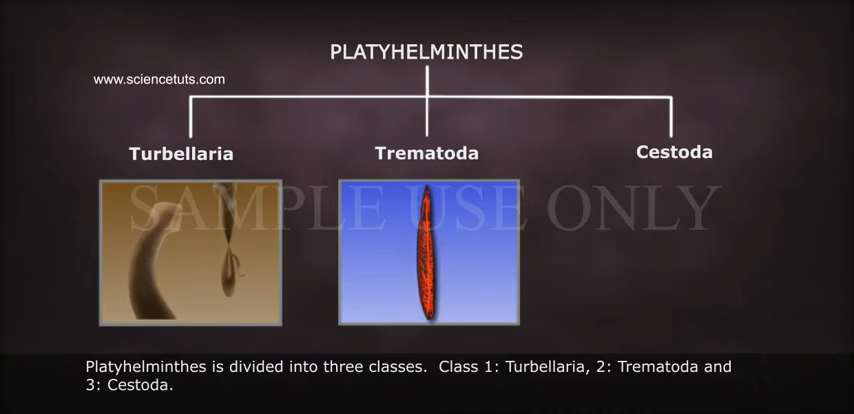 PLATYHELMINTHES
www.sciencetuts.com
Turbellaria
Trematoda
Cestoda
SAMPLE USE ONLY
Platyhelminthes is divided into three classes.  Class 1: Turbellaria, 2: Trematoda and
3: Cestoda.